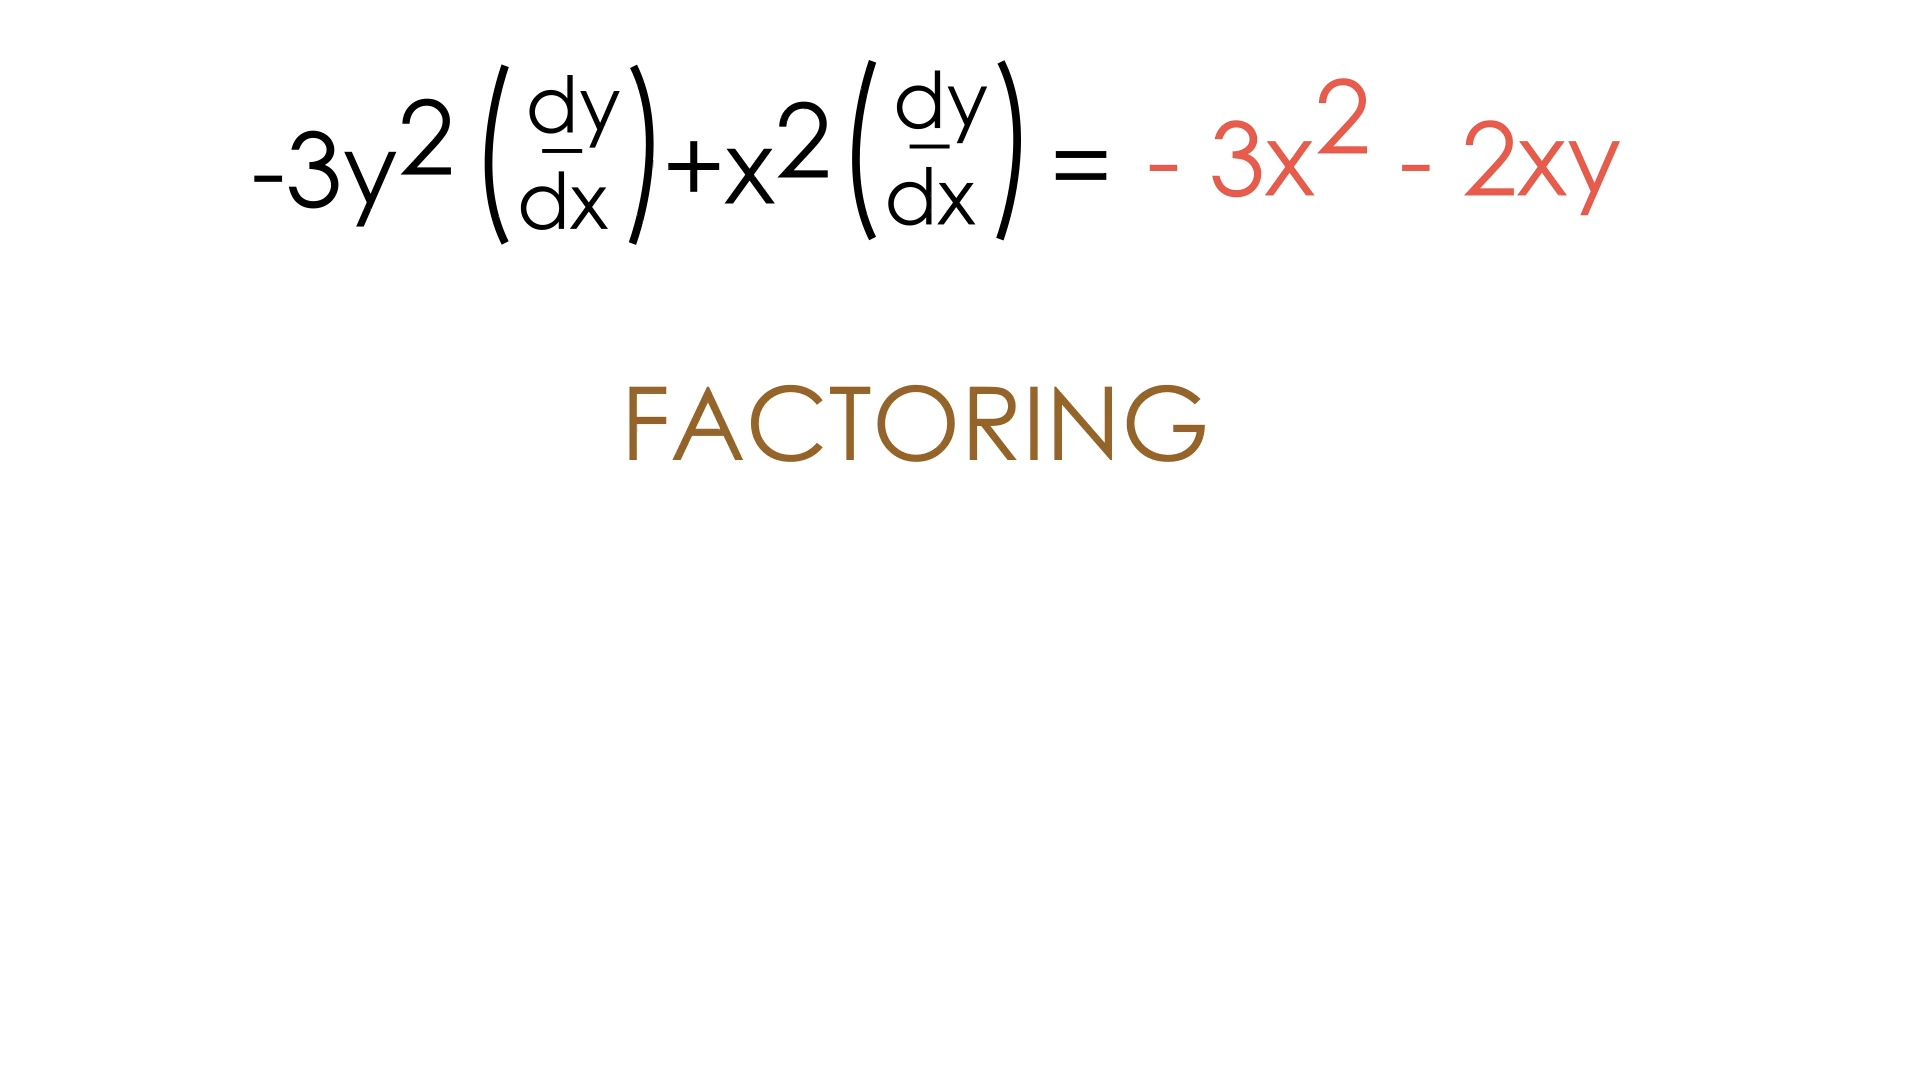 -3y² (dy/dx)+x² (dy/dx) = - 3x² - 2xy
FACTORING